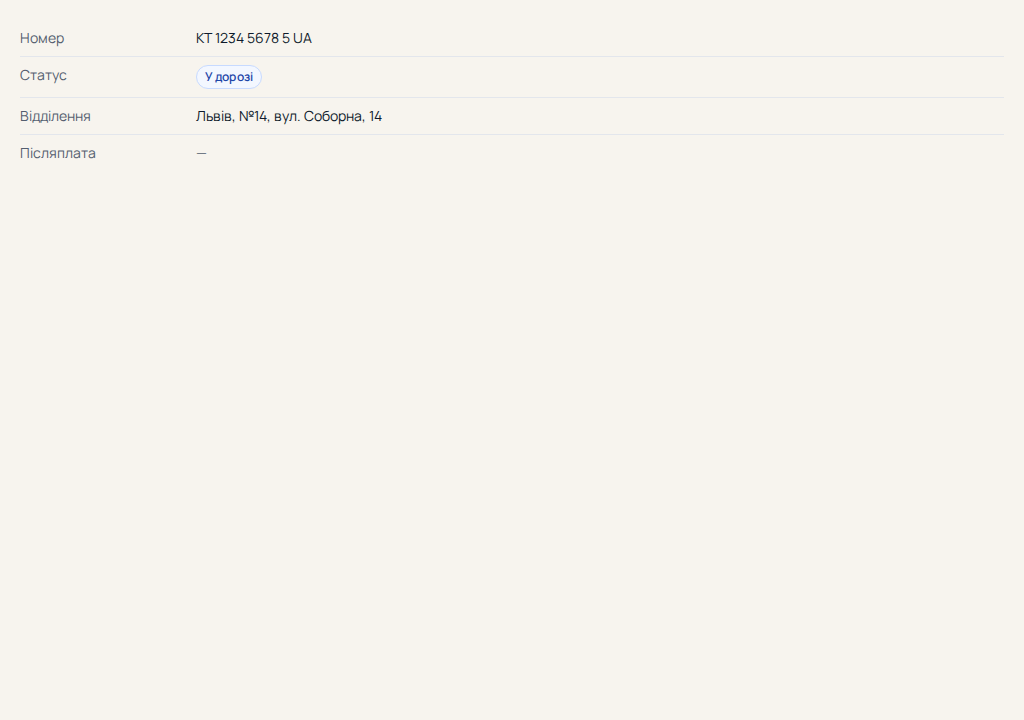 Номер KT 1234 5678 5 UA
Статус У дорозі
Відділення Львів, №14, вул. Соборна, 14
Післяплата —